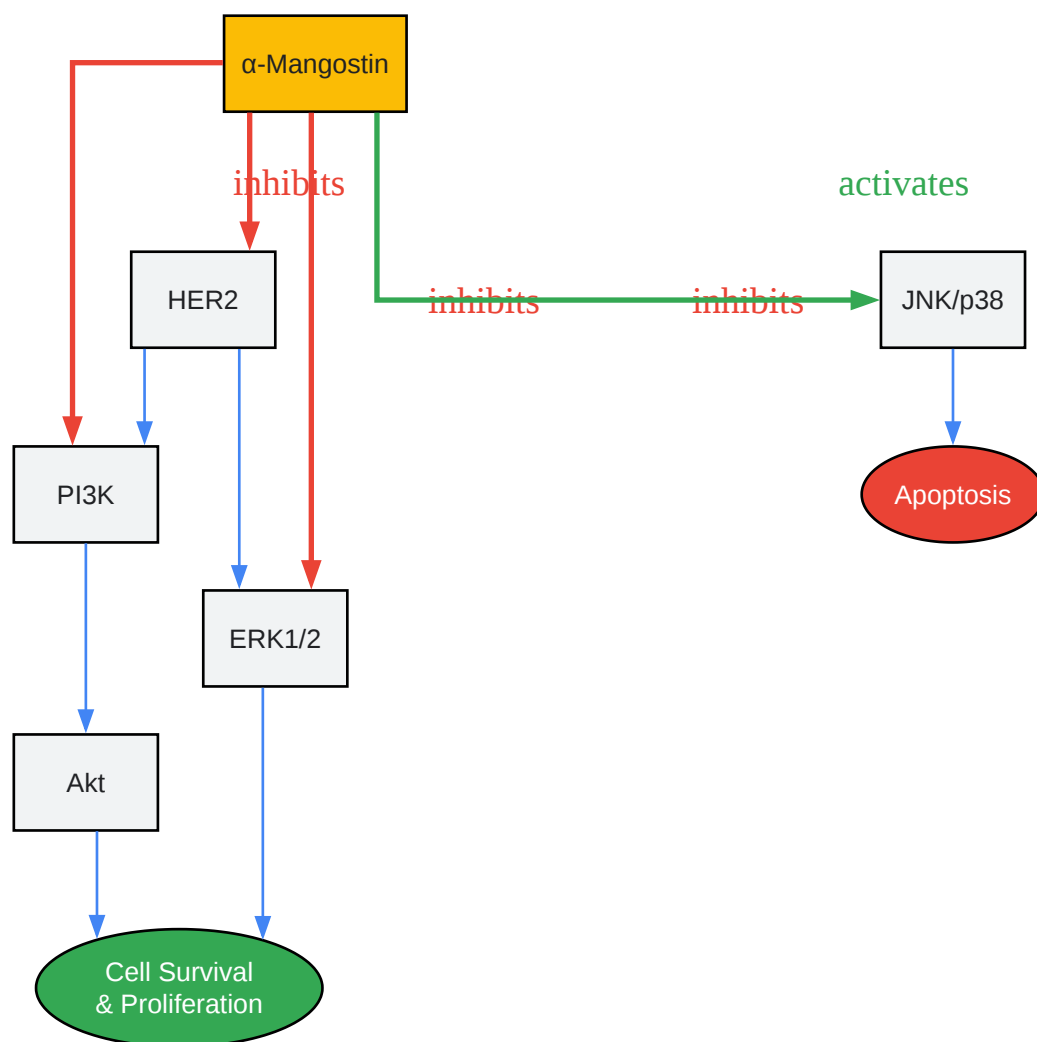 α-Mangostin
inhibits
activates
HER2
inhibits
inhibits
JNK/p38
PI3K
Apoptosis
ERK1/2
Akt
Cell Survival
& Proliferation